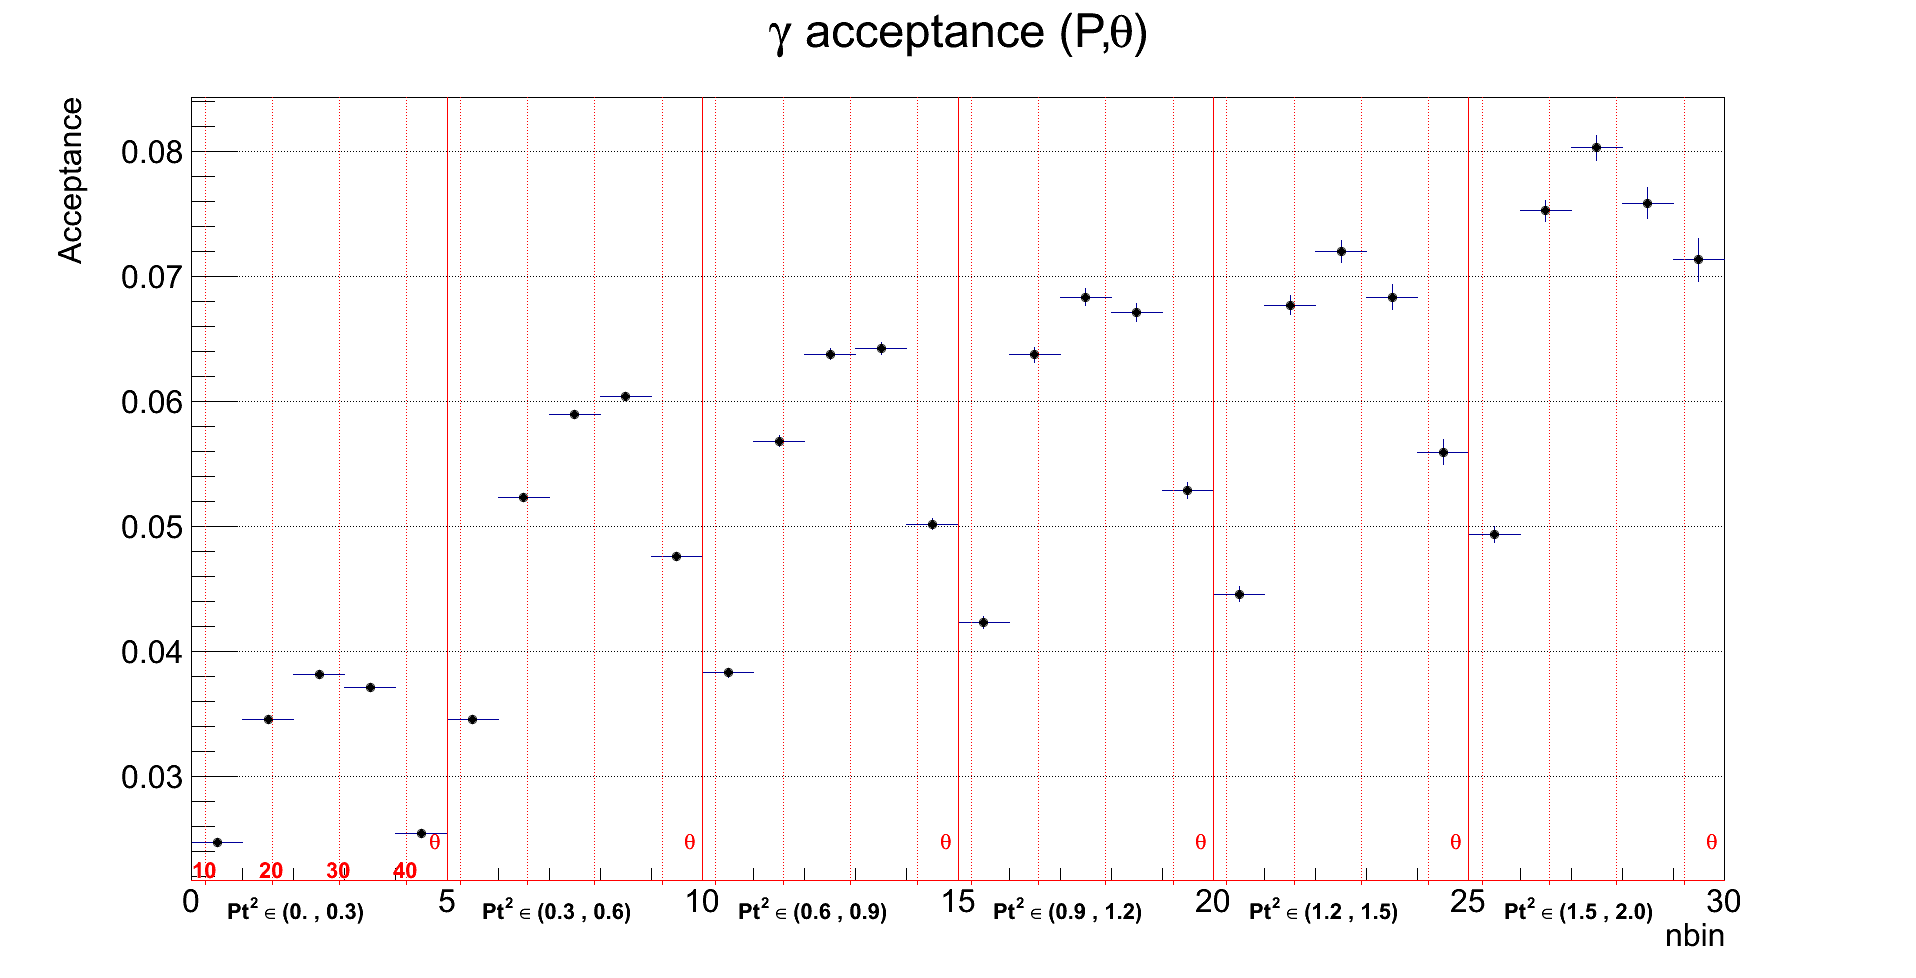 γ acceptance (P,θ)
Acceptance
0.08
0.07
0.06
0.05
0.04
0.03
θ θ θ θ θ θ
10 20 30 40
0 5 10 15 20 25 30
Pt² ∈ (0. , 0.3) Pt² ∈ (0.3 , 0.6) Pt² ∈ (0.6 , 0.9) Pt² ∈ (0.9 , 1.2) Pt² ∈ (1.2 , 1.5) Pt² ∈ (1.5 , 2.0)
nbin